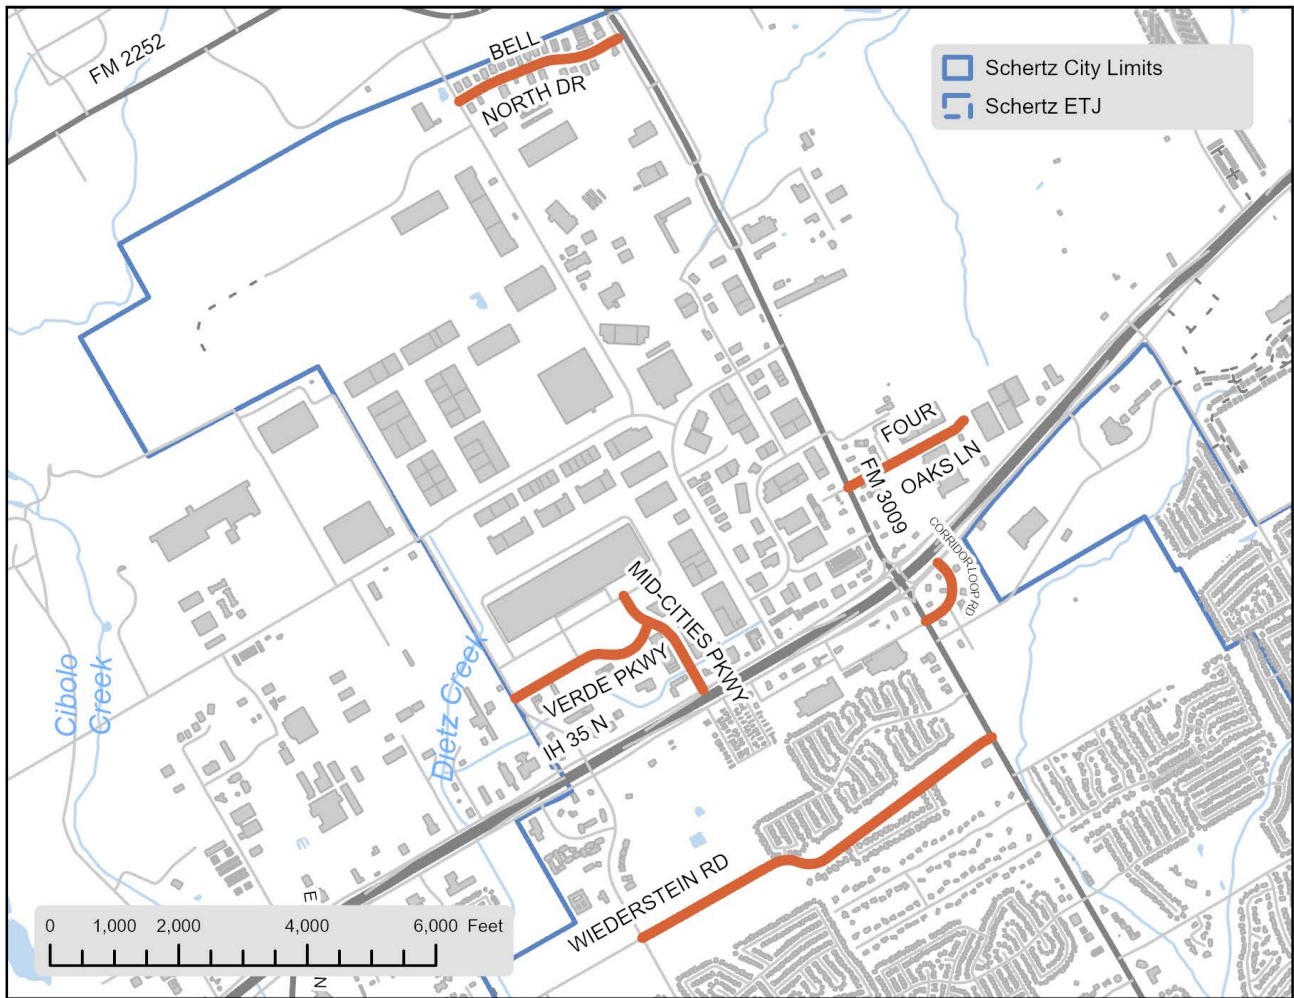 BELL
NORTH DR
FM 2252
Schertz City Limits
Schertz ETJ
FOUR
OAKS LN
FM 3009
CORRIDOR LOOP RD
MID-CITIES PKWY
VERDE PKWY
IH 35 N
Cibolo
Creek
Dietz Creek
WIEDERSTEIN RD
E
N
0 1,000 2,000 4,000 6,000 Feet